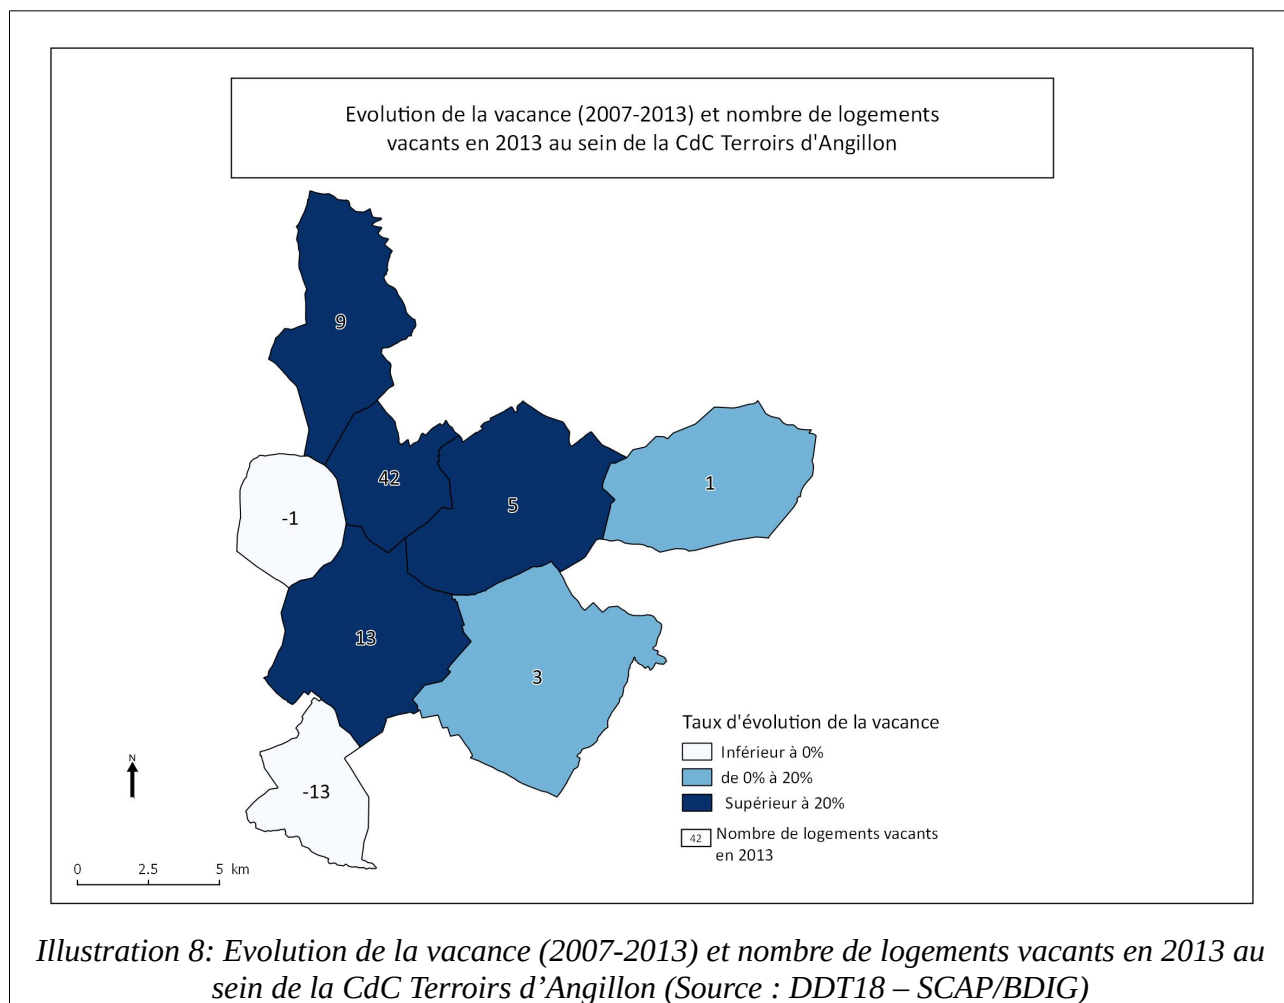 Evolution de la vacance (2007-2013) et nombre de logements
vacants en 2013 au sein de la CdC Terroirs d'Angillon
9
42
5
1
-1
13
3
-13
N
0 2.5 5 km
Taux d'évolution de la vacance
Inférieur à 0%
de 0% à 20%
Supérieur à 20%
42 Nombre de logements vacants
en 2013
Illustration 8: Evolution de la vacance (2007-2013) et nombre de logements vacants en 2013 au
sein de la CdC Terroirs d’Angillon (Source : DDT18 – SCAP/BDIG)